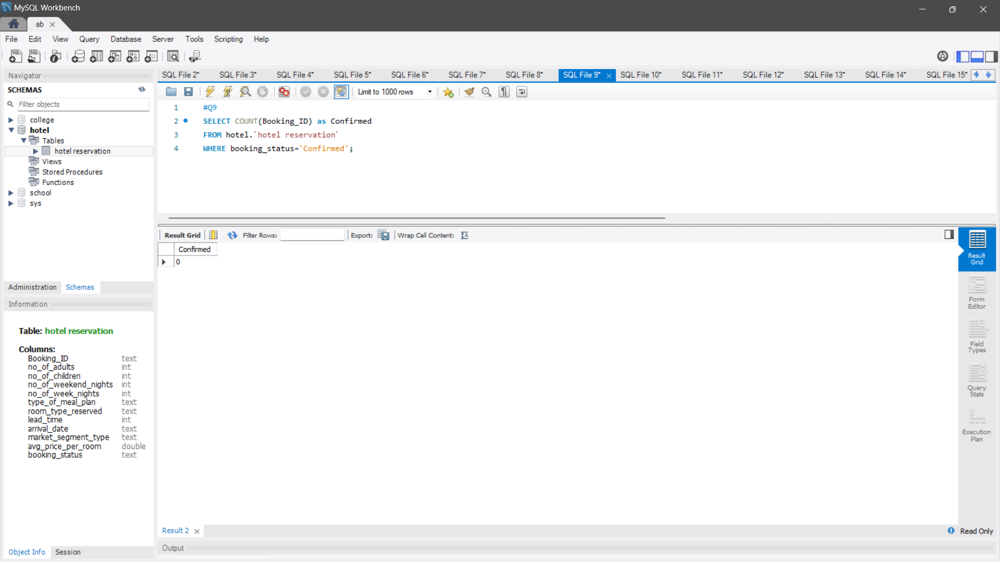 MySQL Workbench
ab
File Edit View Query Database Server Tools Scripting Help
Navigator
SCHEMAS
Filter objects
college
hotel
Tables
hotel reservation
Views
Stored Procedures
Functions
school
sys
Administration Schemas
Information
Table: hotel reservation
Columns:
Booking_ID text
no_of_adults int
no_of_children int
no_of_weekend_nights int
no_of_week_nights int
type_of_meal_plan text
room_type_reserved text
lead_time int
arrival_date text
market_segment_type text
avg_price_per_room double
booking_status text
Object Info Session
SQL File 2* SQL File 3* SQL File 4* SQL File 5* SQL File 6* SQL File 7* SQL File 8* SQL File 9* SQL File 10* SQL File 11* SQL File 12* SQL File 13* SQL File 14* SQL File 15*
Limit to 1000 rows
1 #Q9
2 SELECT COUNT(Booking_ID) as Confirmed
3 FROM hotel.`hotel reservation`
4 WHERE booking_status='Confirmed';
Result Grid Filter Rows: Export: Wrap Cell Content:
Confirmed
0
Result Grid
Form Editor
Field Types
Query Stats
Execution Plan
Result 2
Read Only
Output